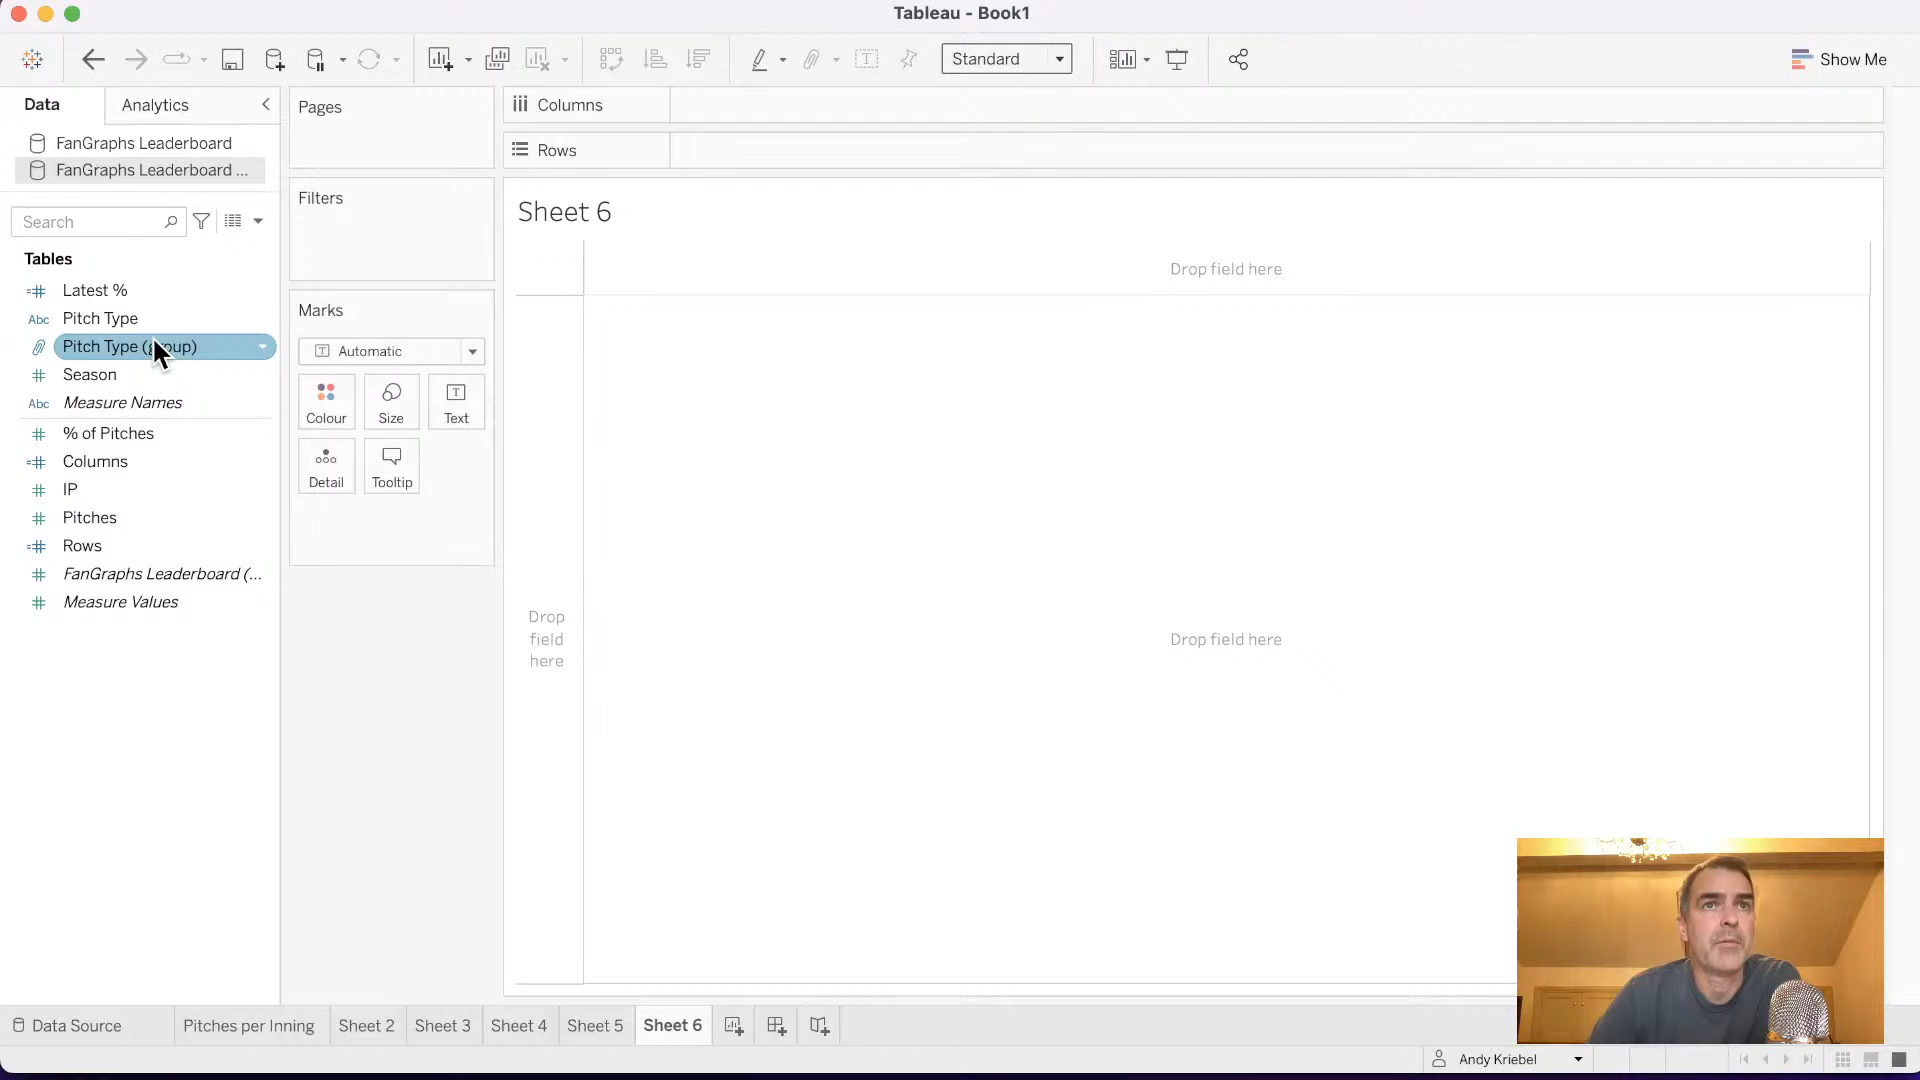 Tableau - Book1
Standard
Show Me
Data
Analytics
FanGraphs Leaderboard
FanGraphs Leaderboard ...
Search
Tables
Latest %
Abc
Pitch Type
Pitch Type (group)
Season
Abc
Measure Names
% of Pitches
Columns
IP
Pitches
Rows
FanGraphs Leaderboard (...
Measure Values
Pages
Filters
Marks
Automatic
Colour
Size
Text
Detail
Tooltip
Columns
Rows
Sheet 6
Drop field here
Drop
field
here
Drop field here
Data Source
Pitches per Inning
Sheet 2
Sheet 3
Sheet 4
Sheet 5
Sheet 6
Andy Kriebel